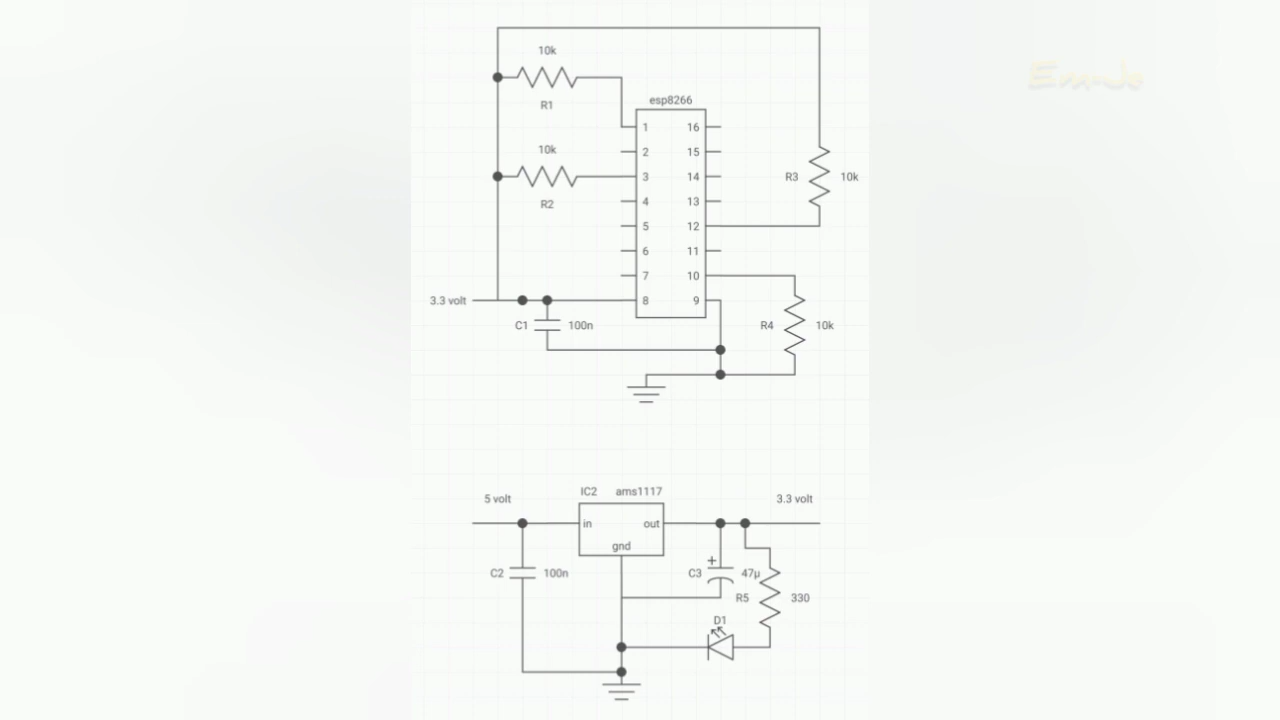 10k
R1
esp8266
10k
R2
1 16
2 15
3 14
4 13
5 12
6 11
7 10
8 9
R3 10k
3.3 volt
C1 100n
R4 10k
IC2 ams1117
5 volt
3.3 volt
in out
gnd
C2 100n
+
C3 47µ
R5 330
D1